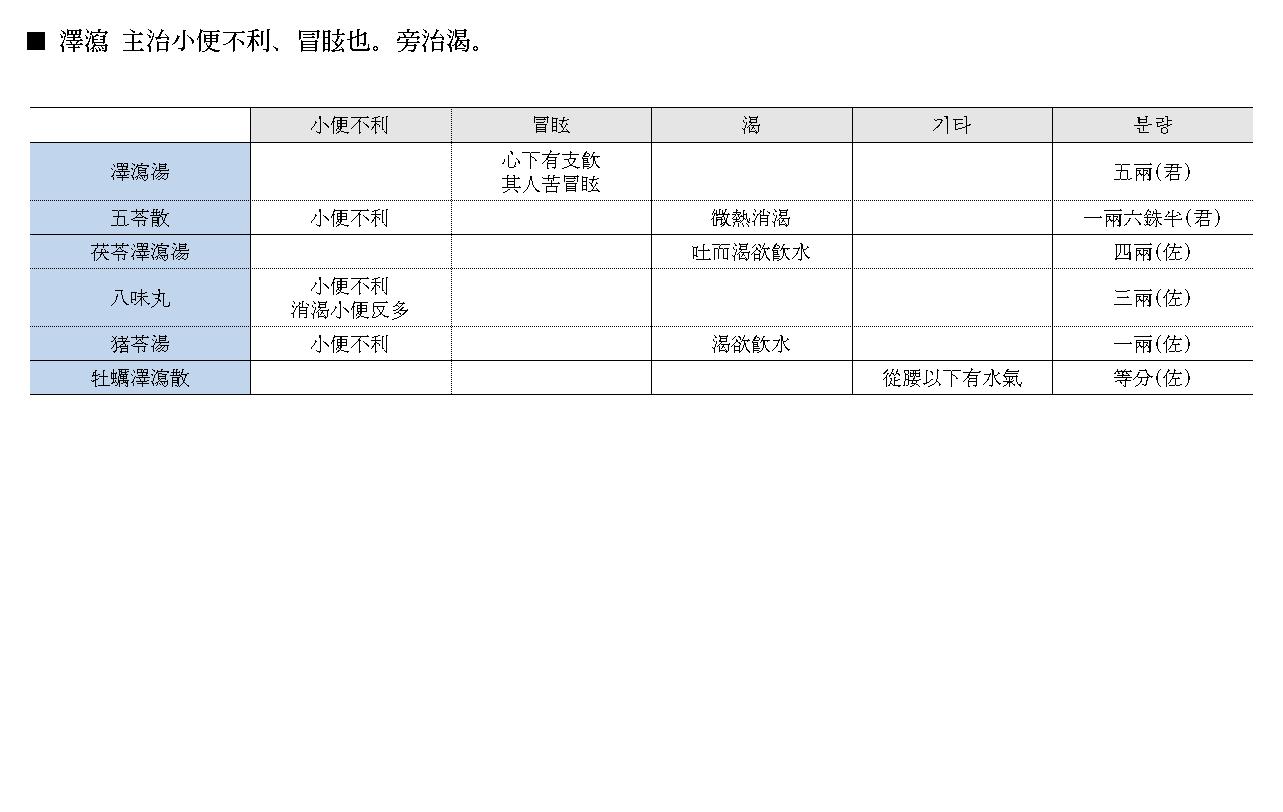 ■ 澤瀉 主治小便不利、冒眩也。旁治渴。
小便不利 冒眩 渴 기타 분량
澤瀉湯 心下有支飮 其人苦冒眩 五兩(君)
五苓散 小便不利 微熱消渴 一兩六銖半(君)
茯苓澤瀉湯 吐而渴欲飮水 四兩(佐)
八味丸 小便不利 消渴小便反多 三兩(佐)
猪苓湯 小便不利 渴欲飮水 一兩(佐)
牡蠣澤瀉散 從腰以下有水氣 等分(佐)